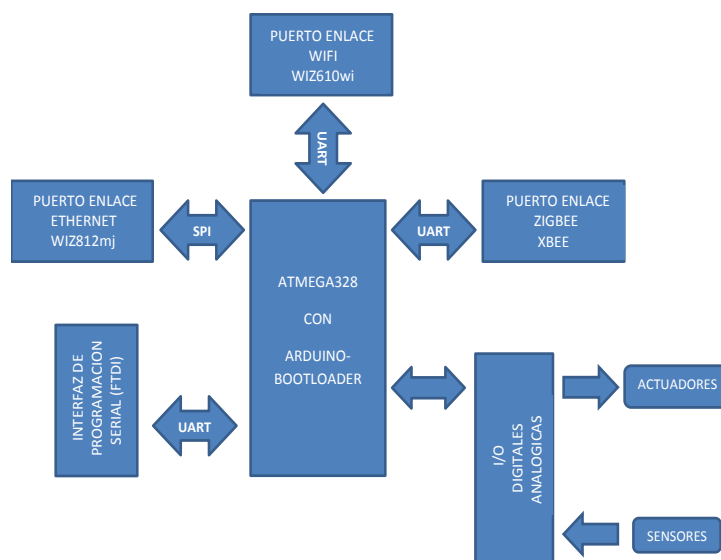 PUERTO ENLACE
WIFI
WIZ610wi
UART
PUERTO ENLACE
ETHERNET
WIZ812mj
SPI
ATMEGA328
CON
ARDUINO-
BOOTLOADER
UART
PUERTO ENLACE
ZIGBEE
XBEE
INTERFAZ DE
PROGRAMACION
SERIAL (FTDI)
UART
I/O
DIGITALES
ANALOGICAS
ACTUADORES
SENSORES